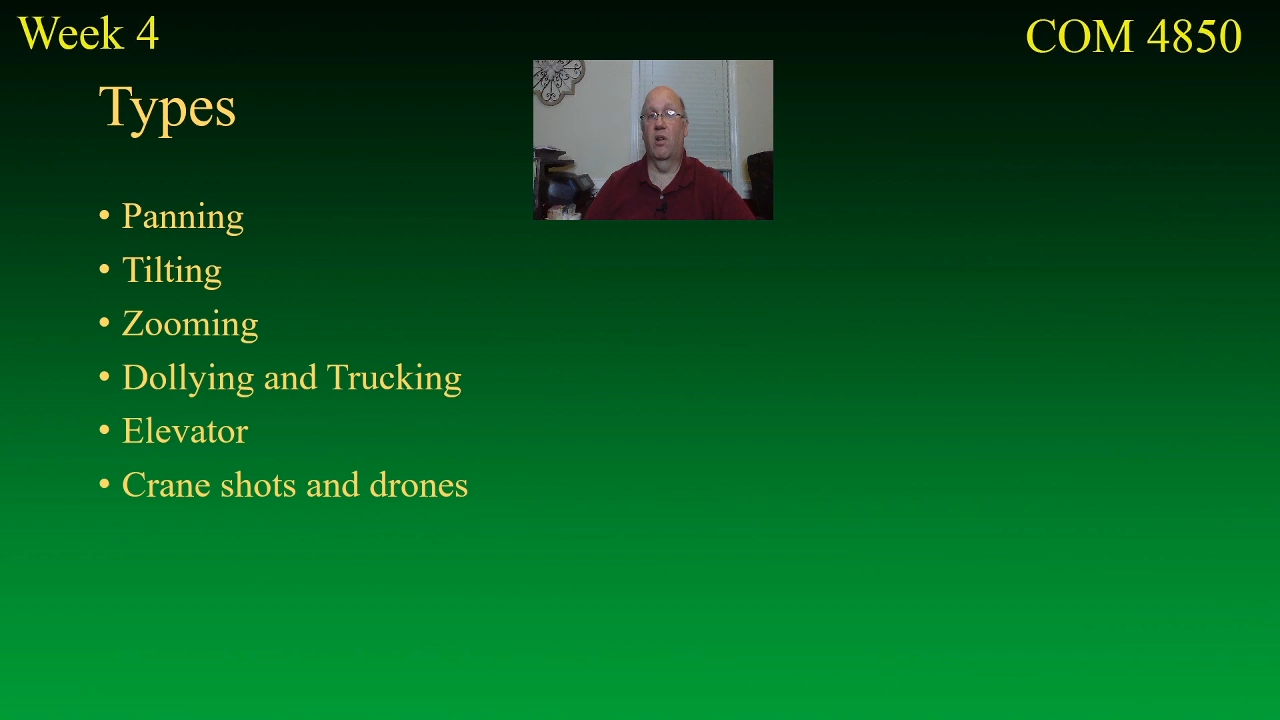 Week 4
COM 4850
Types
• Panning
• Tilting
• Zooming
• Dollying and Trucking
• Elevator
• Crane shots and drones